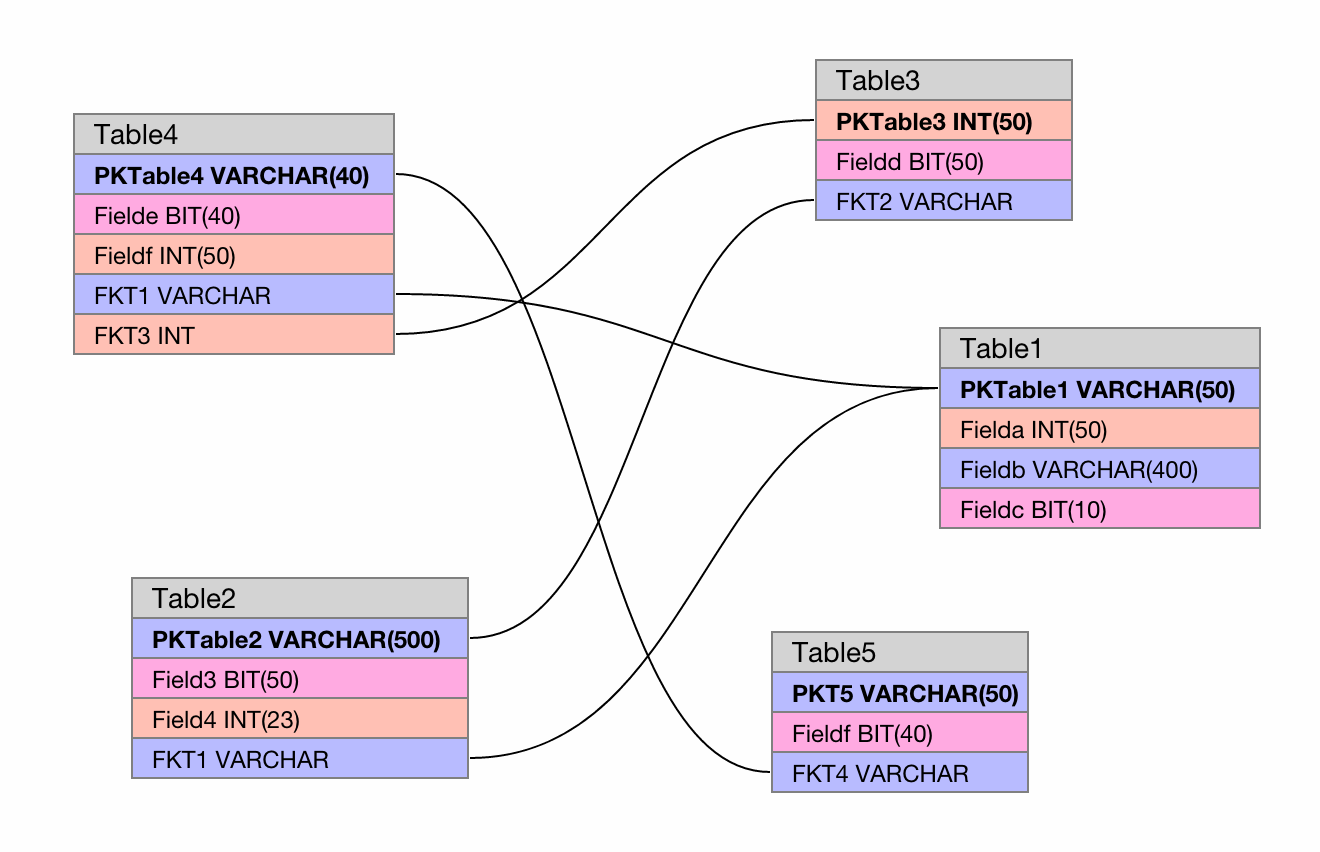 Table4
PKTable4 VARCHAR(40)
Fielde BIT(40)
Fieldf INT(50)
FKT1 VARCHAR
FKT3 INT
Table3
PKTable3 INT(50)
Fieldd BIT(50)
FKT2 VARCHAR
Table1
PKTable1 VARCHAR(50)
Fielda INT(50)
Fieldb VARCHAR(400)
Fieldc BIT(10)
Table2
PKTable2 VARCHAR(500)
Field3 BIT(50)
Field4 INT(23)
FKT1 VARCHAR
Table5
PKT5 VARCHAR(50)
Fieldf BIT(40)
FKT4 VARCHAR